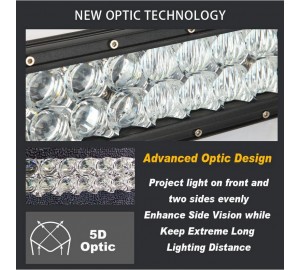 NEW OPTIC TECHNOLOGY
Advanced Optic Design
Project light on front and
two sides evenly
Enhance Side Vision while
Keep Extreme Long
Lighting Distance
5D
Optic